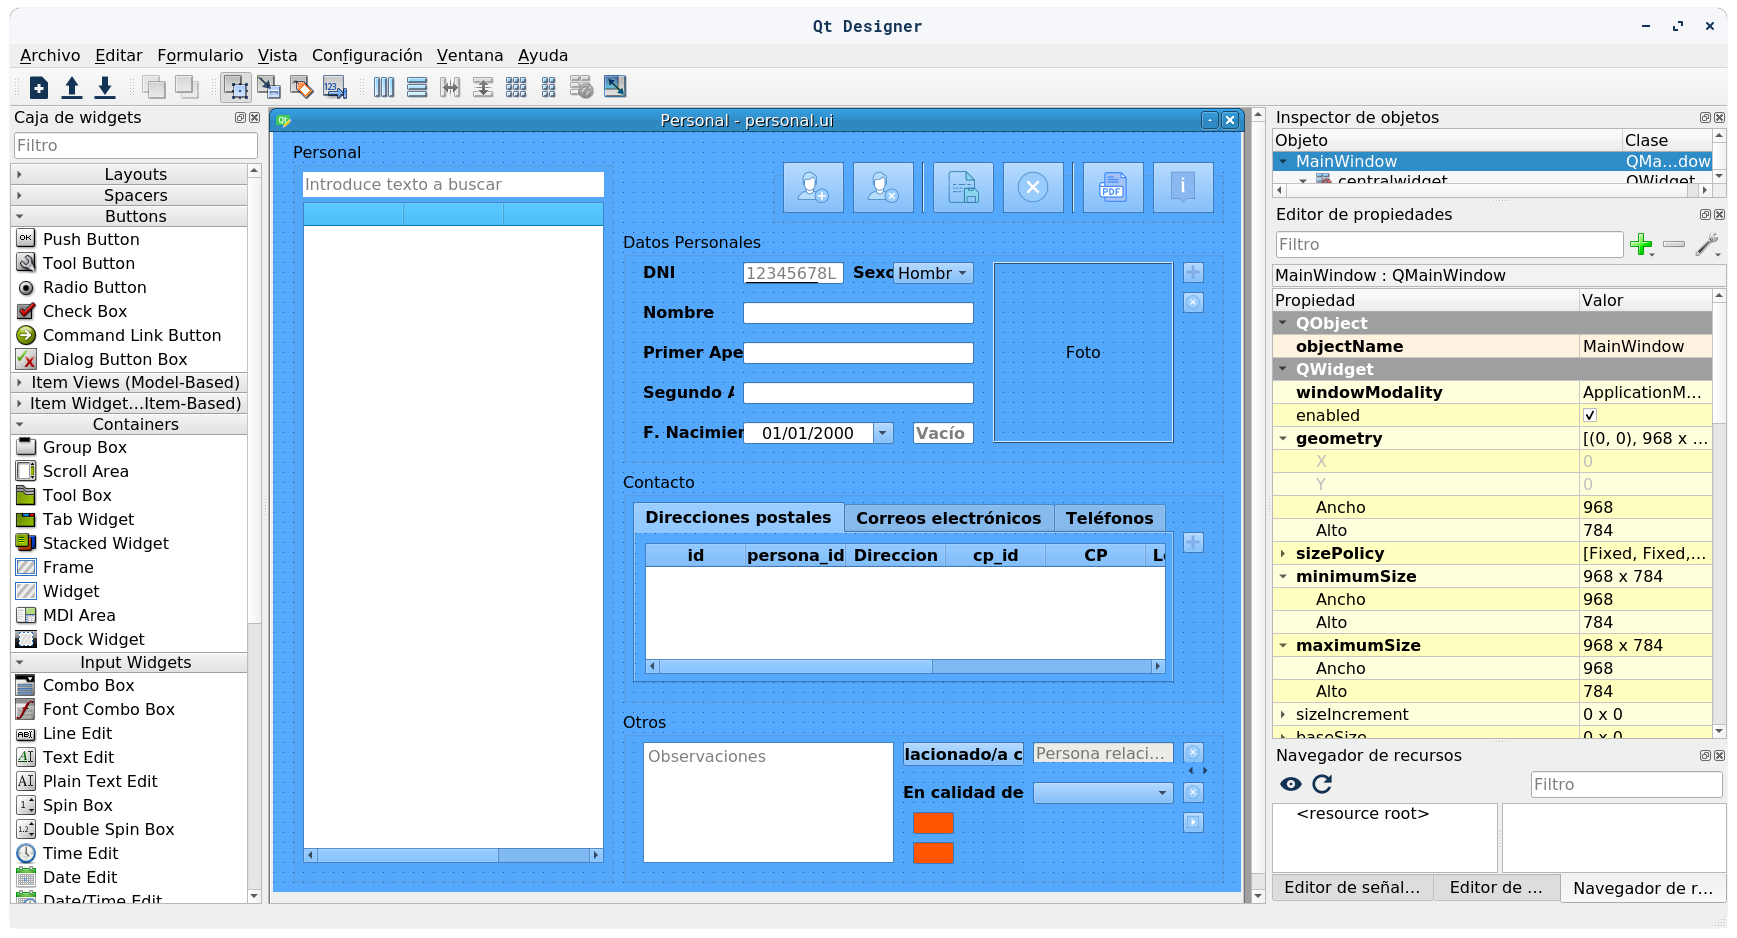 Qt Designer
Archivo Editar Formulario Vista Configuración Ventana Ayuda
Caja de widgets
Filtro
Layouts
Spacers
Buttons
OK Push Button
Tool Button
Radio Button
Check Box
Command Link Button
Dialog Button Box
Item Views (Model-Based)
Item Widget...Item-Based)
Containers
Group Box
Scroll Area
Tool Box
Tab Widget
Stacked Widget
Frame
Widget
MDI Area
Dock Widget
Input Widgets
Combo Box
Font Combo Box
Line Edit
Text Edit
Plain Text Edit
Spin Box
Double Spin Box
Time Edit
Date Edit
Date/Time Edit
Personal - personal.ui
Personal
Introduce texto a buscar
PDF
Datos Personales
DNI 12345678L Sexo Hombr
Nombre
Primer Ape
Segundo A
F. Nacimier 01/01/2000 Vacío
Foto
Contacto
Direcciones postales Correos electrónicos Teléfonos
id persona_id Direccion cp_id CP Lo
Otros
Observaciones
lacionado/a c Persona relaci...
En calidad de
Inspector de objetos
Objeto Clase
MainWindow QMa...dow
centralwidget QWidget
Editor de propiedades
Filtro
MainWindow : QMainWindow
Propiedad Valor
QObject
objectName MainWindow
QWidget
windowModality ApplicationM...
enabled
geometry [(0, 0), 968 x ...
X 0
Y 0
Ancho 968
Alto 784
sizePolicy [Fixed, Fixed,...
minimumSize 968 x 784
Ancho 968
Alto 784
maximumSize 968 x 784
Ancho 968
Alto 784
sizeIncrement 0 x 0
baseSize 0 x 0
Navegador de recursos
Filtro
<resource root>
Editor de señal... Editor de ... Navegador de r...